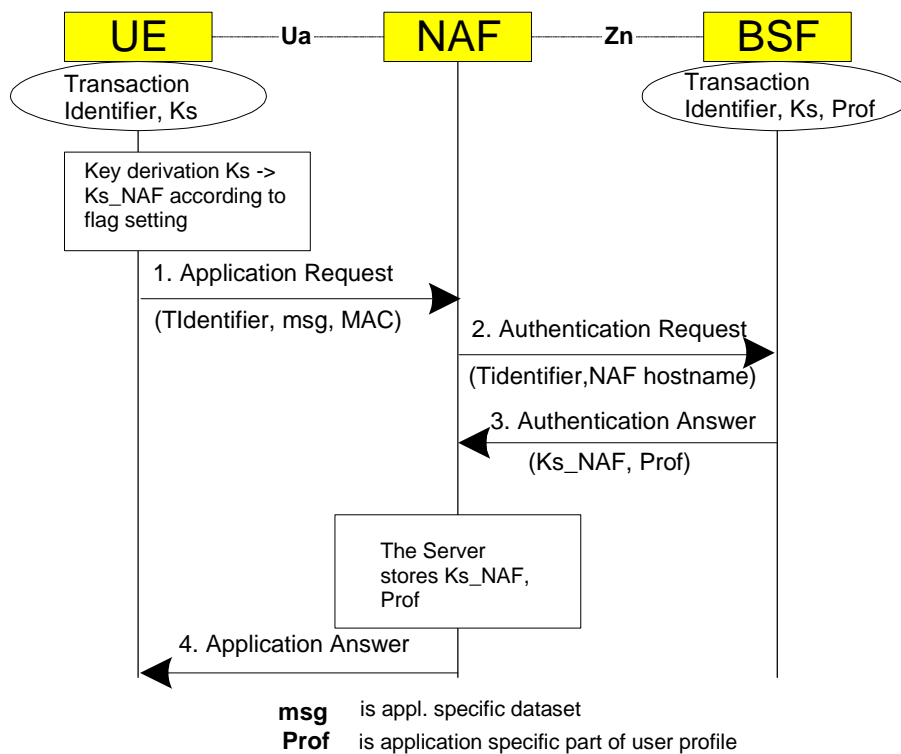 UE Ua NAF Zn BSF
Transaction
Identifier, Ks
Transaction
Identifier, Ks, Prof
Key derivation Ks ->
Ks_NAF according to
flag setting
1. Application Request
(TIdentifier, msg, MAC)
2. Authentication Request
(Tidentifier,NAF hostname)
3. Authentication Answer
(Ks_NAF, Prof)
The Server
stores Ks_NAF,
Prof
4. Application Answer
msg is appl. specific dataset
Prof is application specific part of user profile